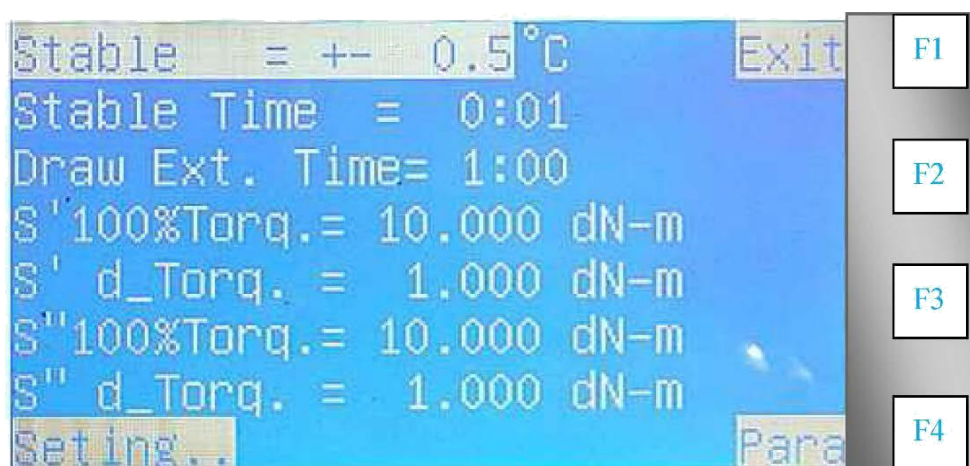 Stable = +- 0.5°C Exit F1
Stable Time = 0:01
Draw Ext. Time= 1:00 F2
S'100%Torq.= 10.000 dN-m
S' d_Torq. = 1.000 dN-m F3
S"100%Torq.= 10.000 dN-m
S" d_Torq. = 1.000 dN-m
Seting.. Para F4